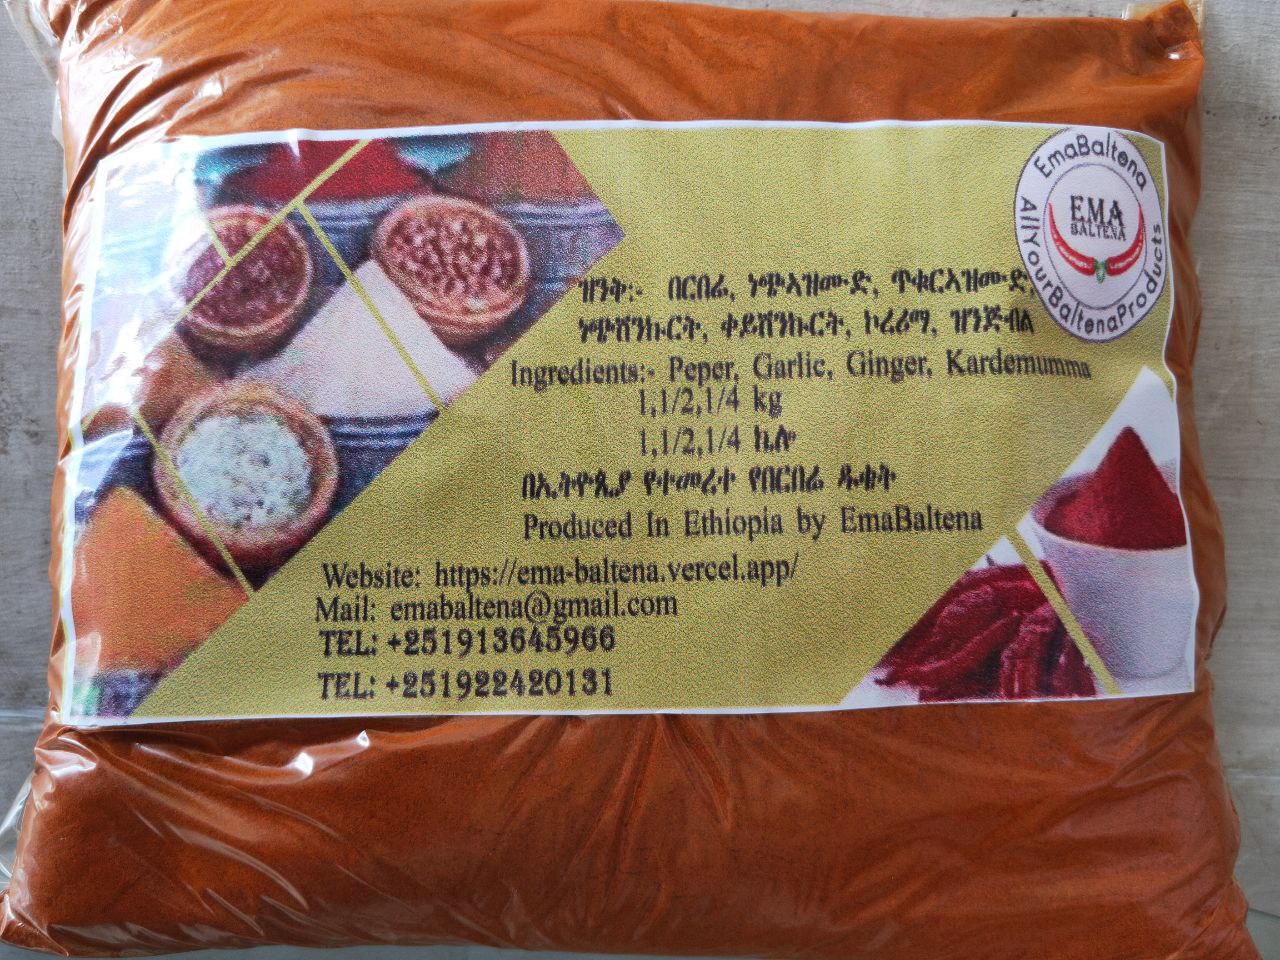 EmaBaltena
EMA
BALTENA
AllYourBaltenaProducts
ዝንቅ:- በርበሬ, ነጭአዝሙድ, ጥቁርአዝሙድ,
ነጭሽንኩርት, ቀይሽንኩርት, ኮረሪማ, ዝንጅብል
Ingredients:- Peper, Garlic, Ginger, Kardemumma
1,1/2,1/4 kg
1,1/2,1/4 ኪሎ
በኢትዮጲያ የተመረተ የበርበሬ ዱቄት
Produced In Ethiopia by EmaBaltena
Website: https://ema-baltena.vercel.app/
Mail: emabaltena@gmail.com
TEL: +251913645966
TEL: +251922420131